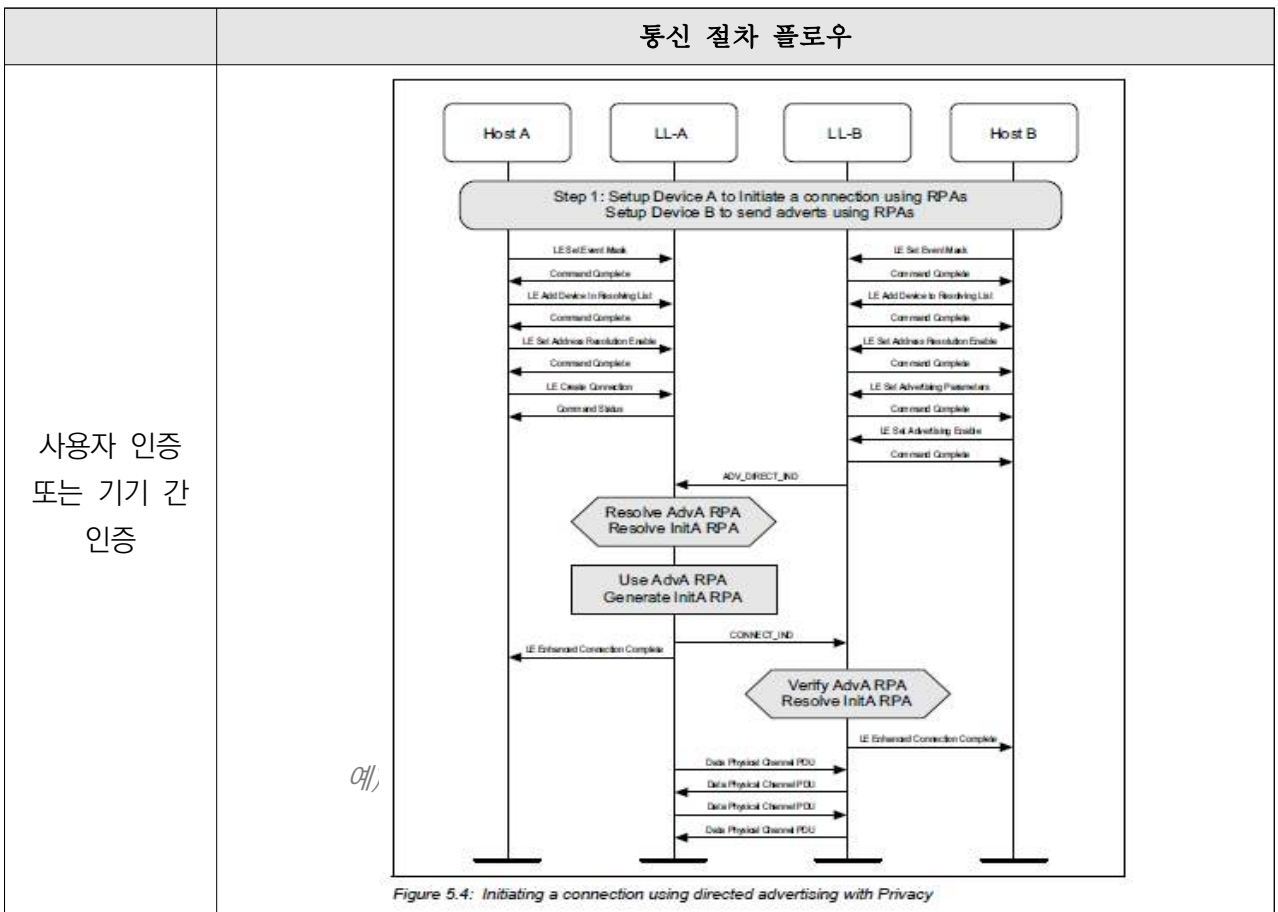 통신 절차 플로우
사용자 인증
또는 기기 간
인증
Host A
LL-A
LL-B
Host B
Step 1: Setup Device A to Initiate a connection using RPAs
Setup Device B to send adverts using RPAs
LE Set Event Mask
LE Set Event Mask
Command Complete
Command Complete
LE Add Device to Resolving List
LE Add Device to Resolving List
Command Complete
Command Complete
LE Set Address Resolution Enable
LE Set Address Resolution Enable
Command Complete
Command Complete
LE Create Connection
LE Set Advertising Parameters
Command Status
Command Complete
LE Set Advertising Enable
Command Complete
ADV_DIRECT_IND
Resolve AdvA RPA
Resolve InitA RPA
Use AdvA RPA
Generate InitA RPA
CONNECT_IND
LE Enhanced Connection Complete
Verify AdvA RPA
Resolve InitA RPA
LE Enhanced Connection Complete
Data Physical Channel PDU
예)
Data Physical Channel PDU
Data Physical Channel PDU
Data Physical Channel PDU
Figure 5.4: Initiating a connection using directed advertising with Privacy